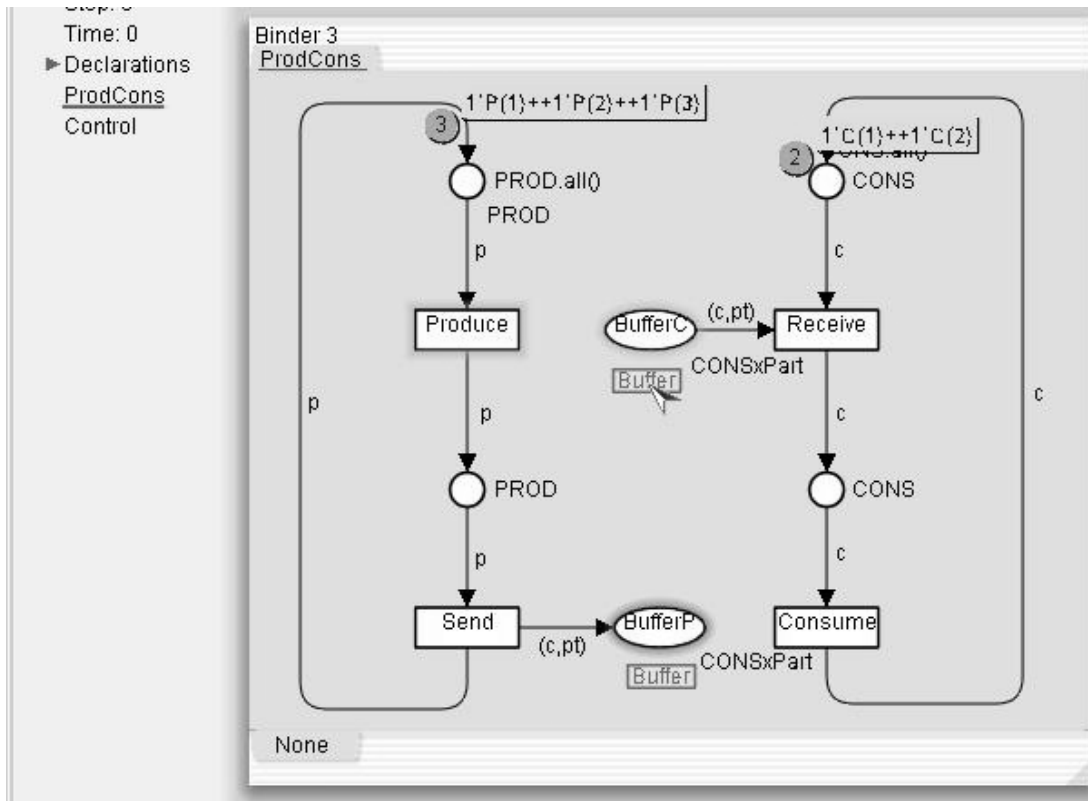 Time: 0
Declarations
ProdCons
Control
Binder 3
ProdCons
1`P(1)++1`P(2)++1`P(3)
3
1`C(1)++1`C(2)
2
PROD.all()
CONS
PROD
p
c
Produce
BufferC
(c,pt)
Receive
CONSxPart
Buffer
p
p
c
c
PROD
CONS
p
c
Send
(c,pt)
BufferP
Consume
CONSxPart
Buffer
None